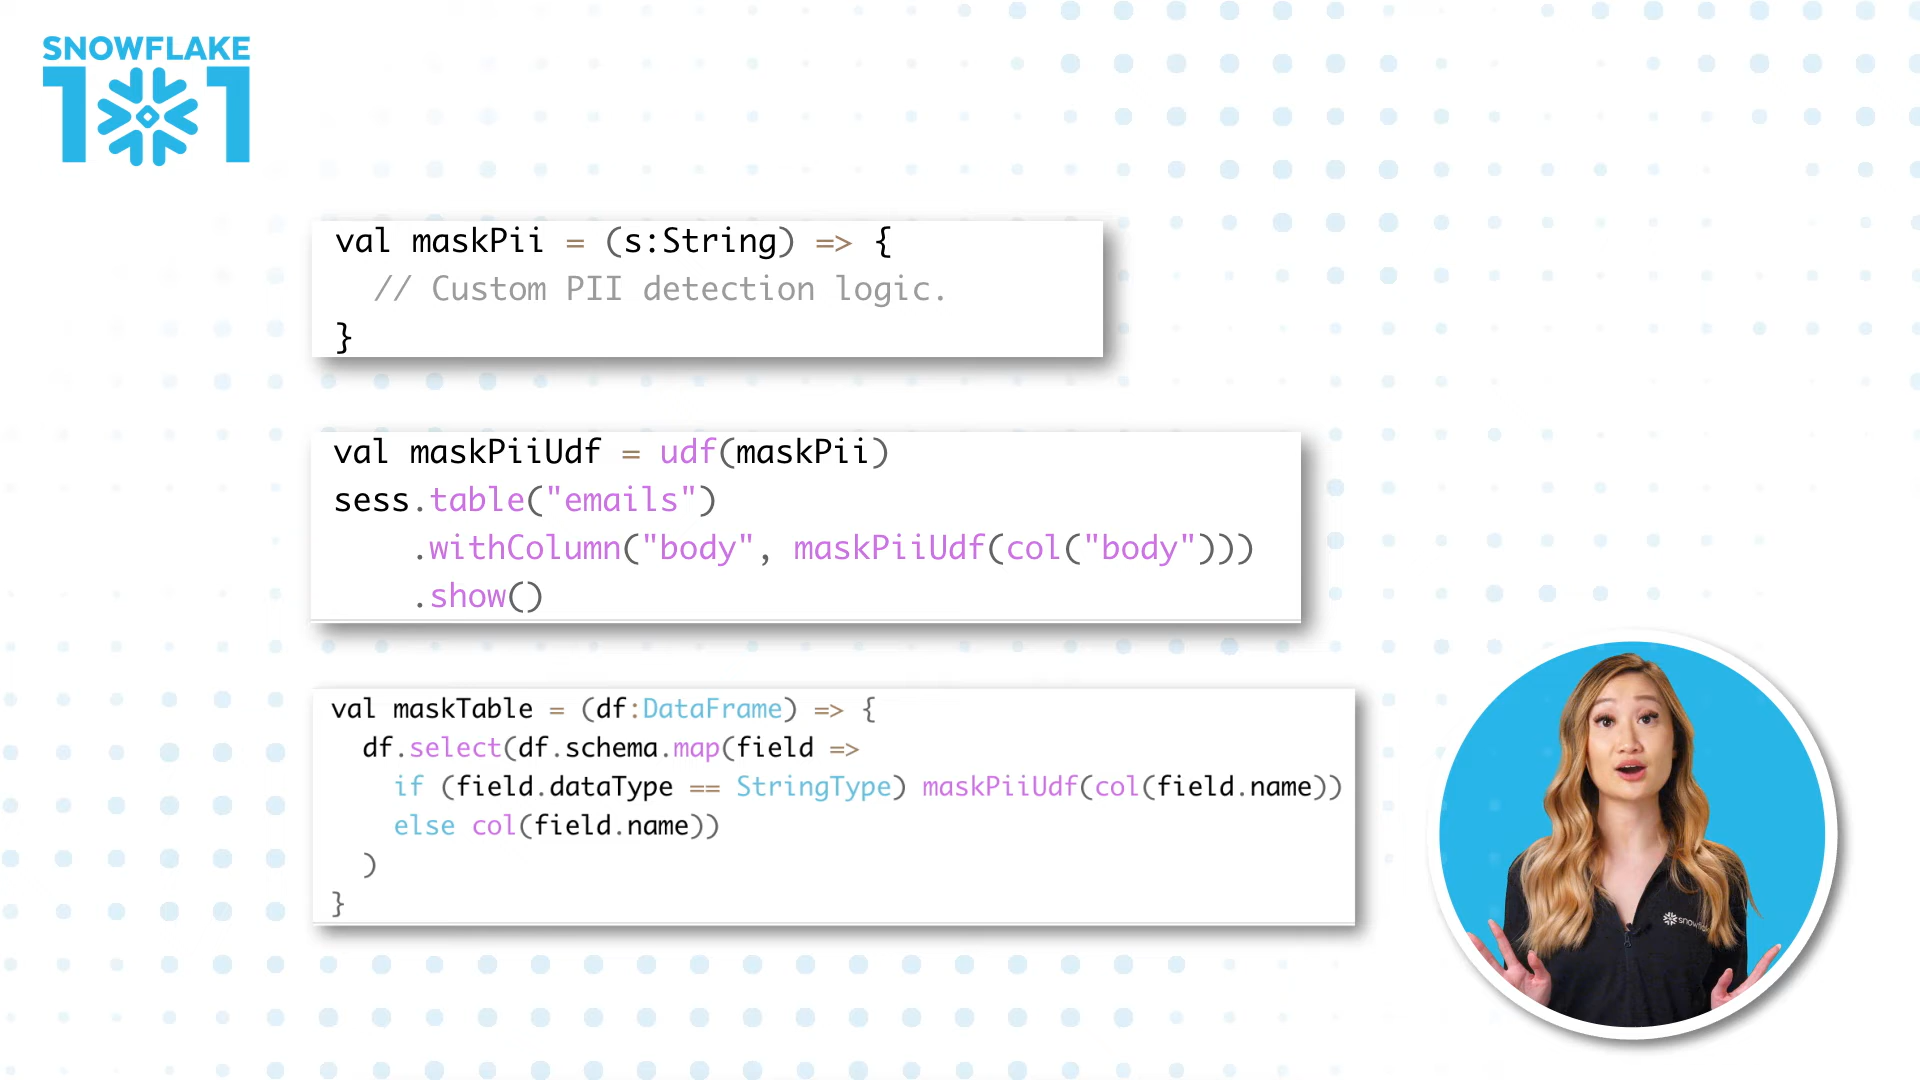 SNOWFLAKE
101
val maskPii = (s:String) => {
// Custom PII detection logic.
}
val maskPiiUdf = udf(maskPii)
sess.table("emails")
.withColumn("body", maskPiiUdf(col("body")))
.show()
val maskTable = (df:DataFrame) => {
df.select(df.schema.map(field =>
if (field.dataType == StringType) maskPiiUdf(col(field.name))
else col(field.name))
)
}